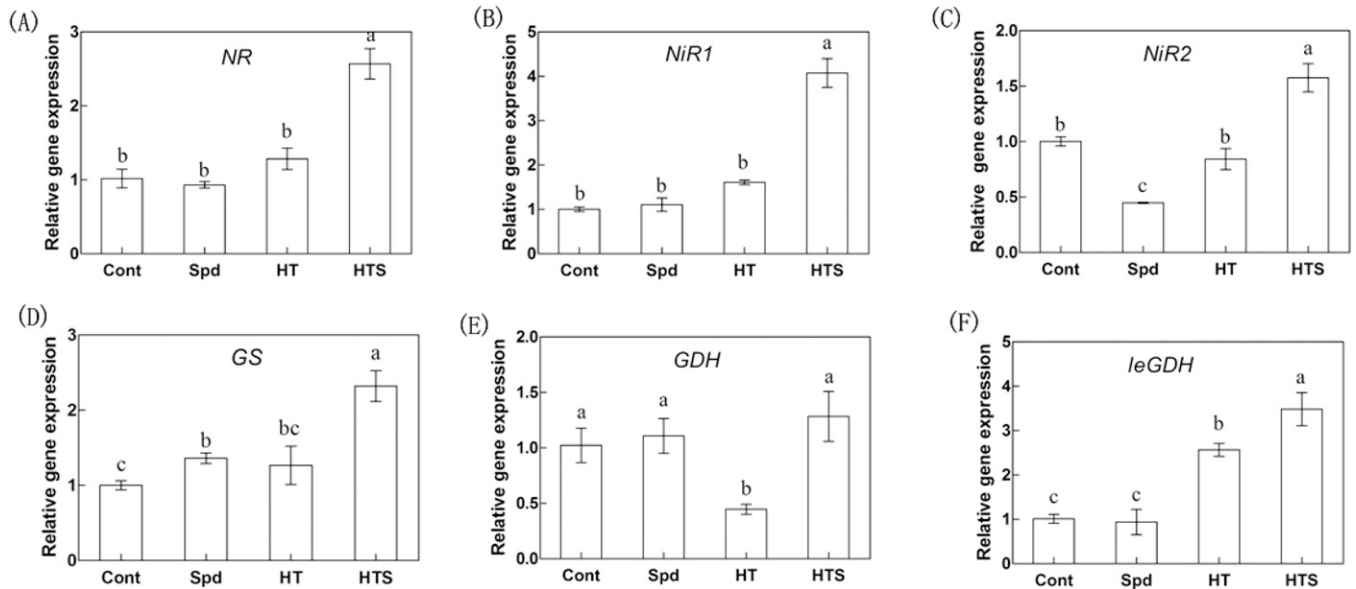 (A)
Relative gene expression
NR
3
2
1
0
b
b
b
a
Cont Spd HT HTS
(B)
Relative gene expression
NiR1
5
4
3
2
1
0
b
b
b
a
Cont Spd HT HTS
(C)
Relative gene expression
NiR2
2.0
1.5
1.0
0.5
0.0
b
c
b
a
Cont Spd HT HTS
(D)
Relative gene expression
GS
3
2
1
0
c
b
bc
a
Cont Spd HT HTS
(E)
Relative gene expression
GDH
2.0
1.5
1.0
0.5
0.0
a
a
b
a
Cont Spd HT HTS
(F)
Relative gene expression
leGDH
5
4
3
2
1
0
c
c
b
a
Cont Spd HT HTS